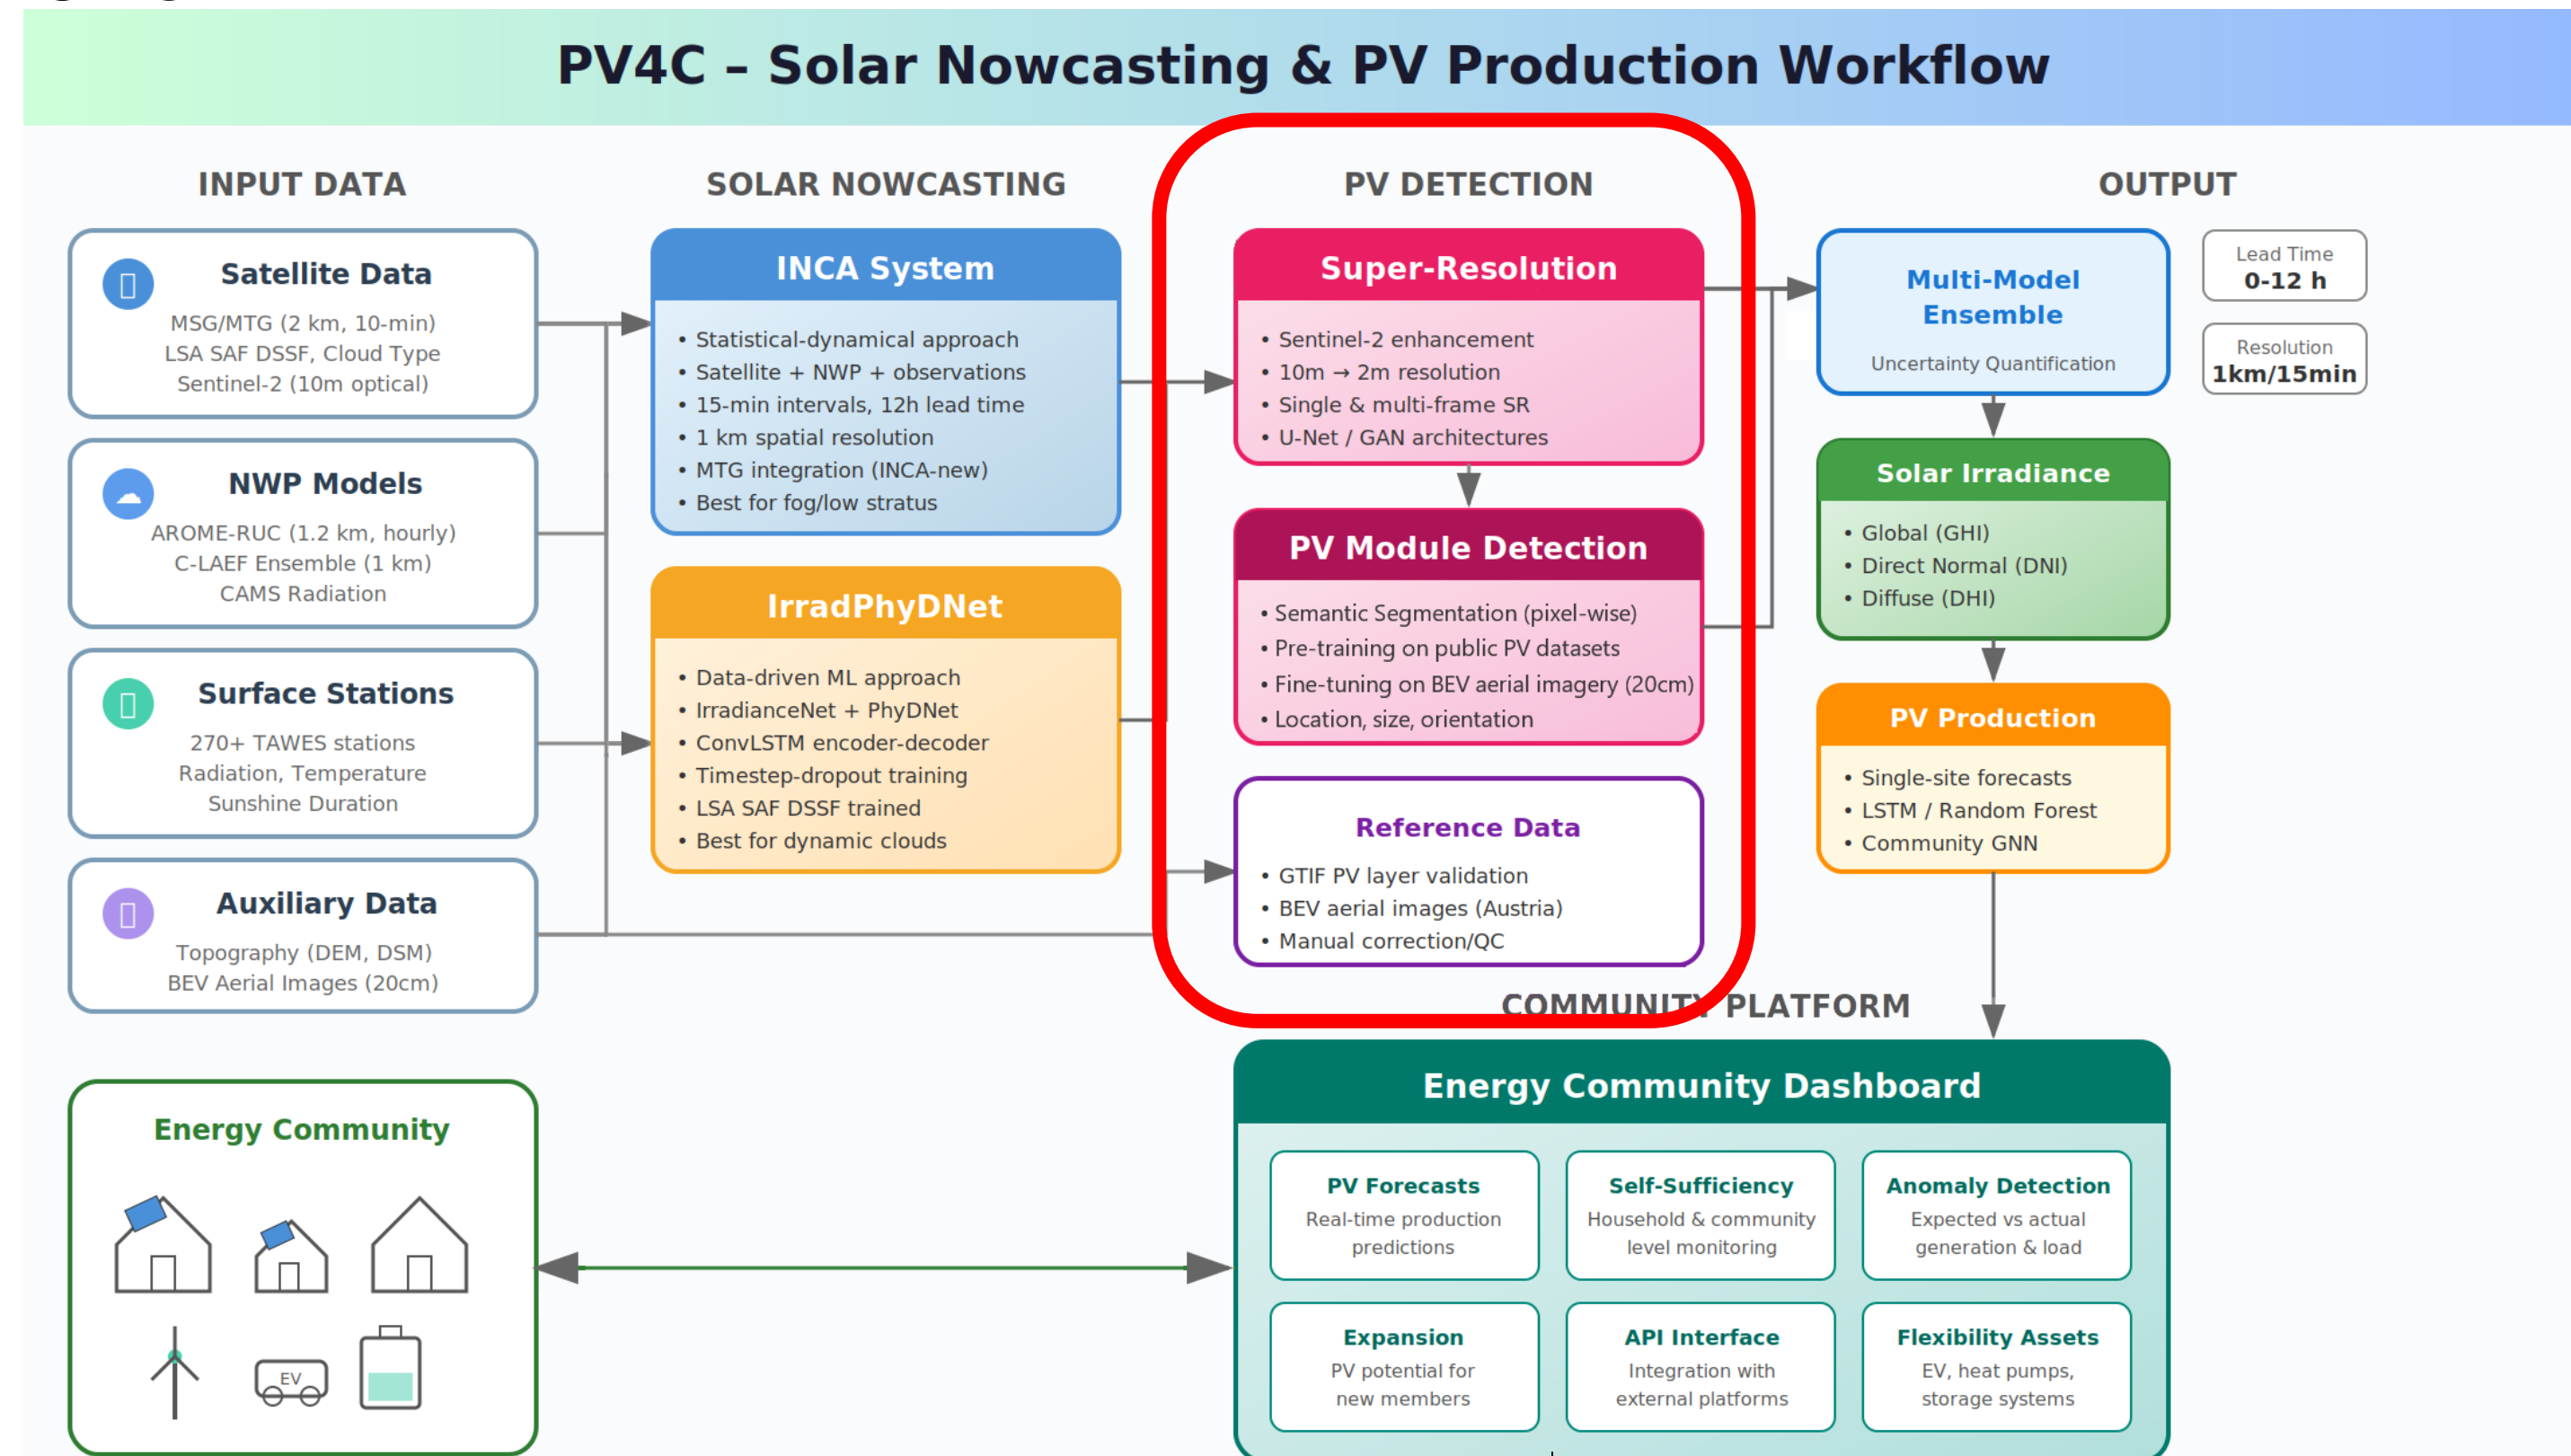 PV4C – Solar Nowcasting & PV Production Workflow
INPUT DATA
Satellite Data
MSG/MTG (2 km, 10-min)
LSA SAF DSSF, Cloud Type
Sentinel-2 (10m optical)
NWP Models
AROME-RUC (1.2 km, hourly)
C-LAEF Ensemble (1 km)
CAMS Radiation
Surface Stations
270+ TAWES stations
Radiation, Temperature
Sunshine Duration
Auxiliary Data
Topography (DEM, DSM)
BEV Aerial Images (20cm)
SOLAR NOWCASTING
INCA System
• Statistical-dynamical approach
• Satellite + NWP + observations
• 15-min intervals, 12h lead time
• 1 km spatial resolution
• MTG integration (INCA-new)
• Best for fog/low stratus
IrradPhyDNet
• Data-driven ML approach
• IrradianceNet + PhyDNet
• ConvLSTM encoder-decoder
• Timestep-dropout training
• LSA SAF DSSF trained
• Best for dynamic clouds
PV DETECTION
Super-Resolution
• Sentinel-2 enhancement
• 10m → 2m resolution
• Single & multi-frame SR
• U-Net / GAN architectures
PV Module Detection
• Semantic Segmentation (pixel-wise)
• Pre-training on public PV datasets
• Fine-tuning on BEV aerial imagery (20cm)
• Location, size, orientation
Reference Data
• GTIF PV layer validation
• BEV aerial images (Austria)
• Manual correction/QC
OUTPUT
Multi-Model
Ensemble
Uncertainty Quantification
Lead Time
0-12 h
Resolution
1km/15min
Solar Irradiance
• Global (GHI)
• Direct Normal (DNI)
• Diffuse (DHI)
PV Production
• Single-site forecasts
• LSTM / Random Forest
• Community GNN
COMMUNITY PLATFORM
Energy Community Dashboard
PV Forecasts
Real-time production
predictions
Self-Sufficiency
Household & community
level monitoring
Anomaly Detection
Expected vs actual
generation & load
Expansion
PV potential for
new members
API Interface
Integration with
external platforms
Flexibility Assets
EV, heat pumps,
storage systems
Energy Community
EV